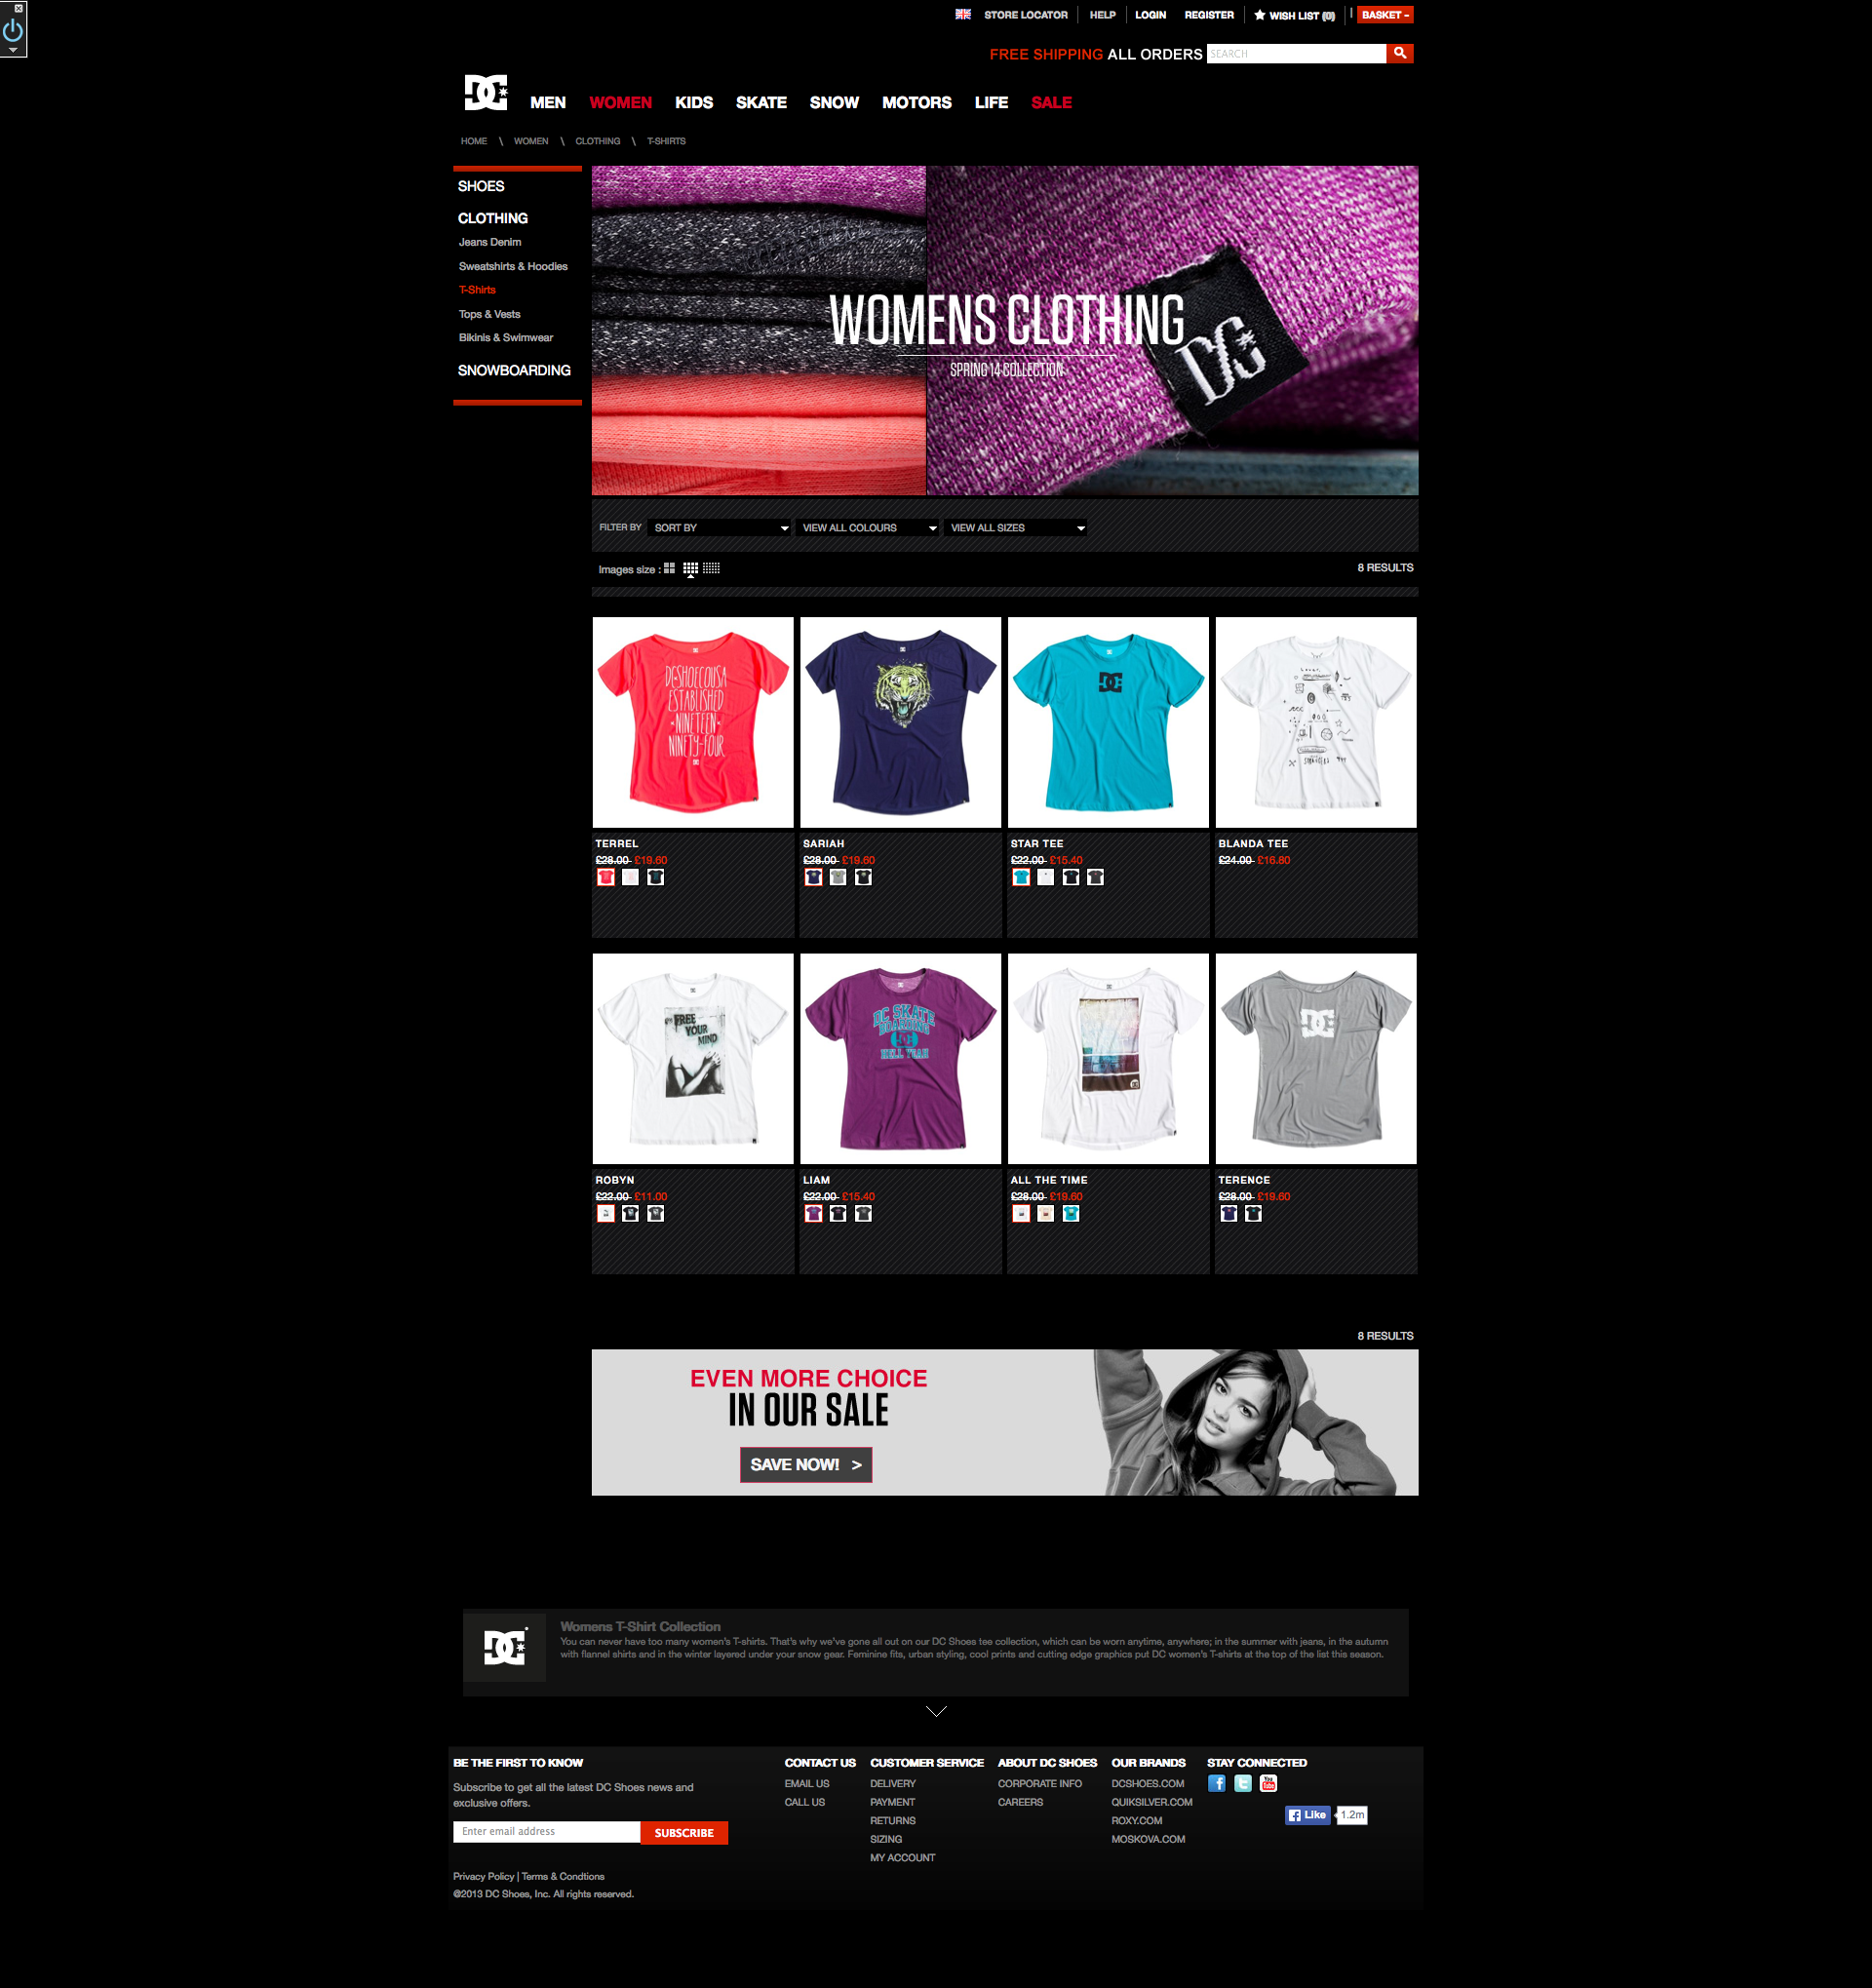 STORE LOCATOR HELP LOGIN REGISTER WISH LIST (0) | BASKET -
FREE SHIPPING ALL ORDERS SEARCH
DC MEN WOMEN KIDS SKATE SNOW MOTORS LIFE SALE
HOME \ WOMEN \ CLOTHING \ T-SHIRTS
SHOES
CLOTHING
Jeans Denim
Sweatshirts & Hoodies
T-Shirts
Tops & Vests
Bikinis & Swimwear
SNOWBOARDING
WOMENS CLOTHING
SPRING 14 COLLECTION
DC
FILTER BY SORT BY VIEW ALL COLOURS VIEW ALL SIZES
Images size :
8 RESULTS
DCSHOECOUSA
ESTABLISHED
NINETEEN
NINETY-FOUR
DC
TERREL
£28.00 £19.60
SARIAH
£28.00 £19.60
STAR TEE
£22.00 £15.40
BLANDA TEE
£24.00 £16.80
FREE
YOUR
MIND
DC SKATE
BOARDING
DC
HELL YEAH
DC
ROBYN
£22.00 £11.00
LIAM
£22.00 £15.40
ALL THE TIME
£28.00 £19.60
TERENCE
£28.00 £19.60
8 RESULTS
EVEN MORE CHOICE
IN OUR SALE
SAVE NOW! >
DC
Womens T-Shirt Collection
You can never have too many women's T-shirts. That's why we've gone all out on our DC Shoes tee collection, which can be worn anytime, anywhere; in the summer with jeans, in the autumn
with flannel shirts and in the winter layered under your snow gear. Feminine fits, urban styling, cool prints and cutting edge graphics put DC women's T-shirts at the top of the list this season.
BE THE FIRST TO KNOW
Subscribe to get all the latest DC Shoes news and
exclusive offers.
Enter email address SUBSCRIBE
Privacy Policy | Terms & Condtions
@2013 DC Shoes, Inc. All rights reserved.
CONTACT US
EMAIL US
CALL US
CUSTOMER SERVICE
DELIVERY
PAYMENT
RETURNS
SIZING
MY ACCOUNT
ABOUT DC SHOES
CORPORATE INFO
CAREERS
OUR BRANDS
DCSHOES.COM
QUIKSILVER.COM
ROXY.COM
MOSKOVA.COM
STAY CONNECTED
You Tube
Like 1.2m